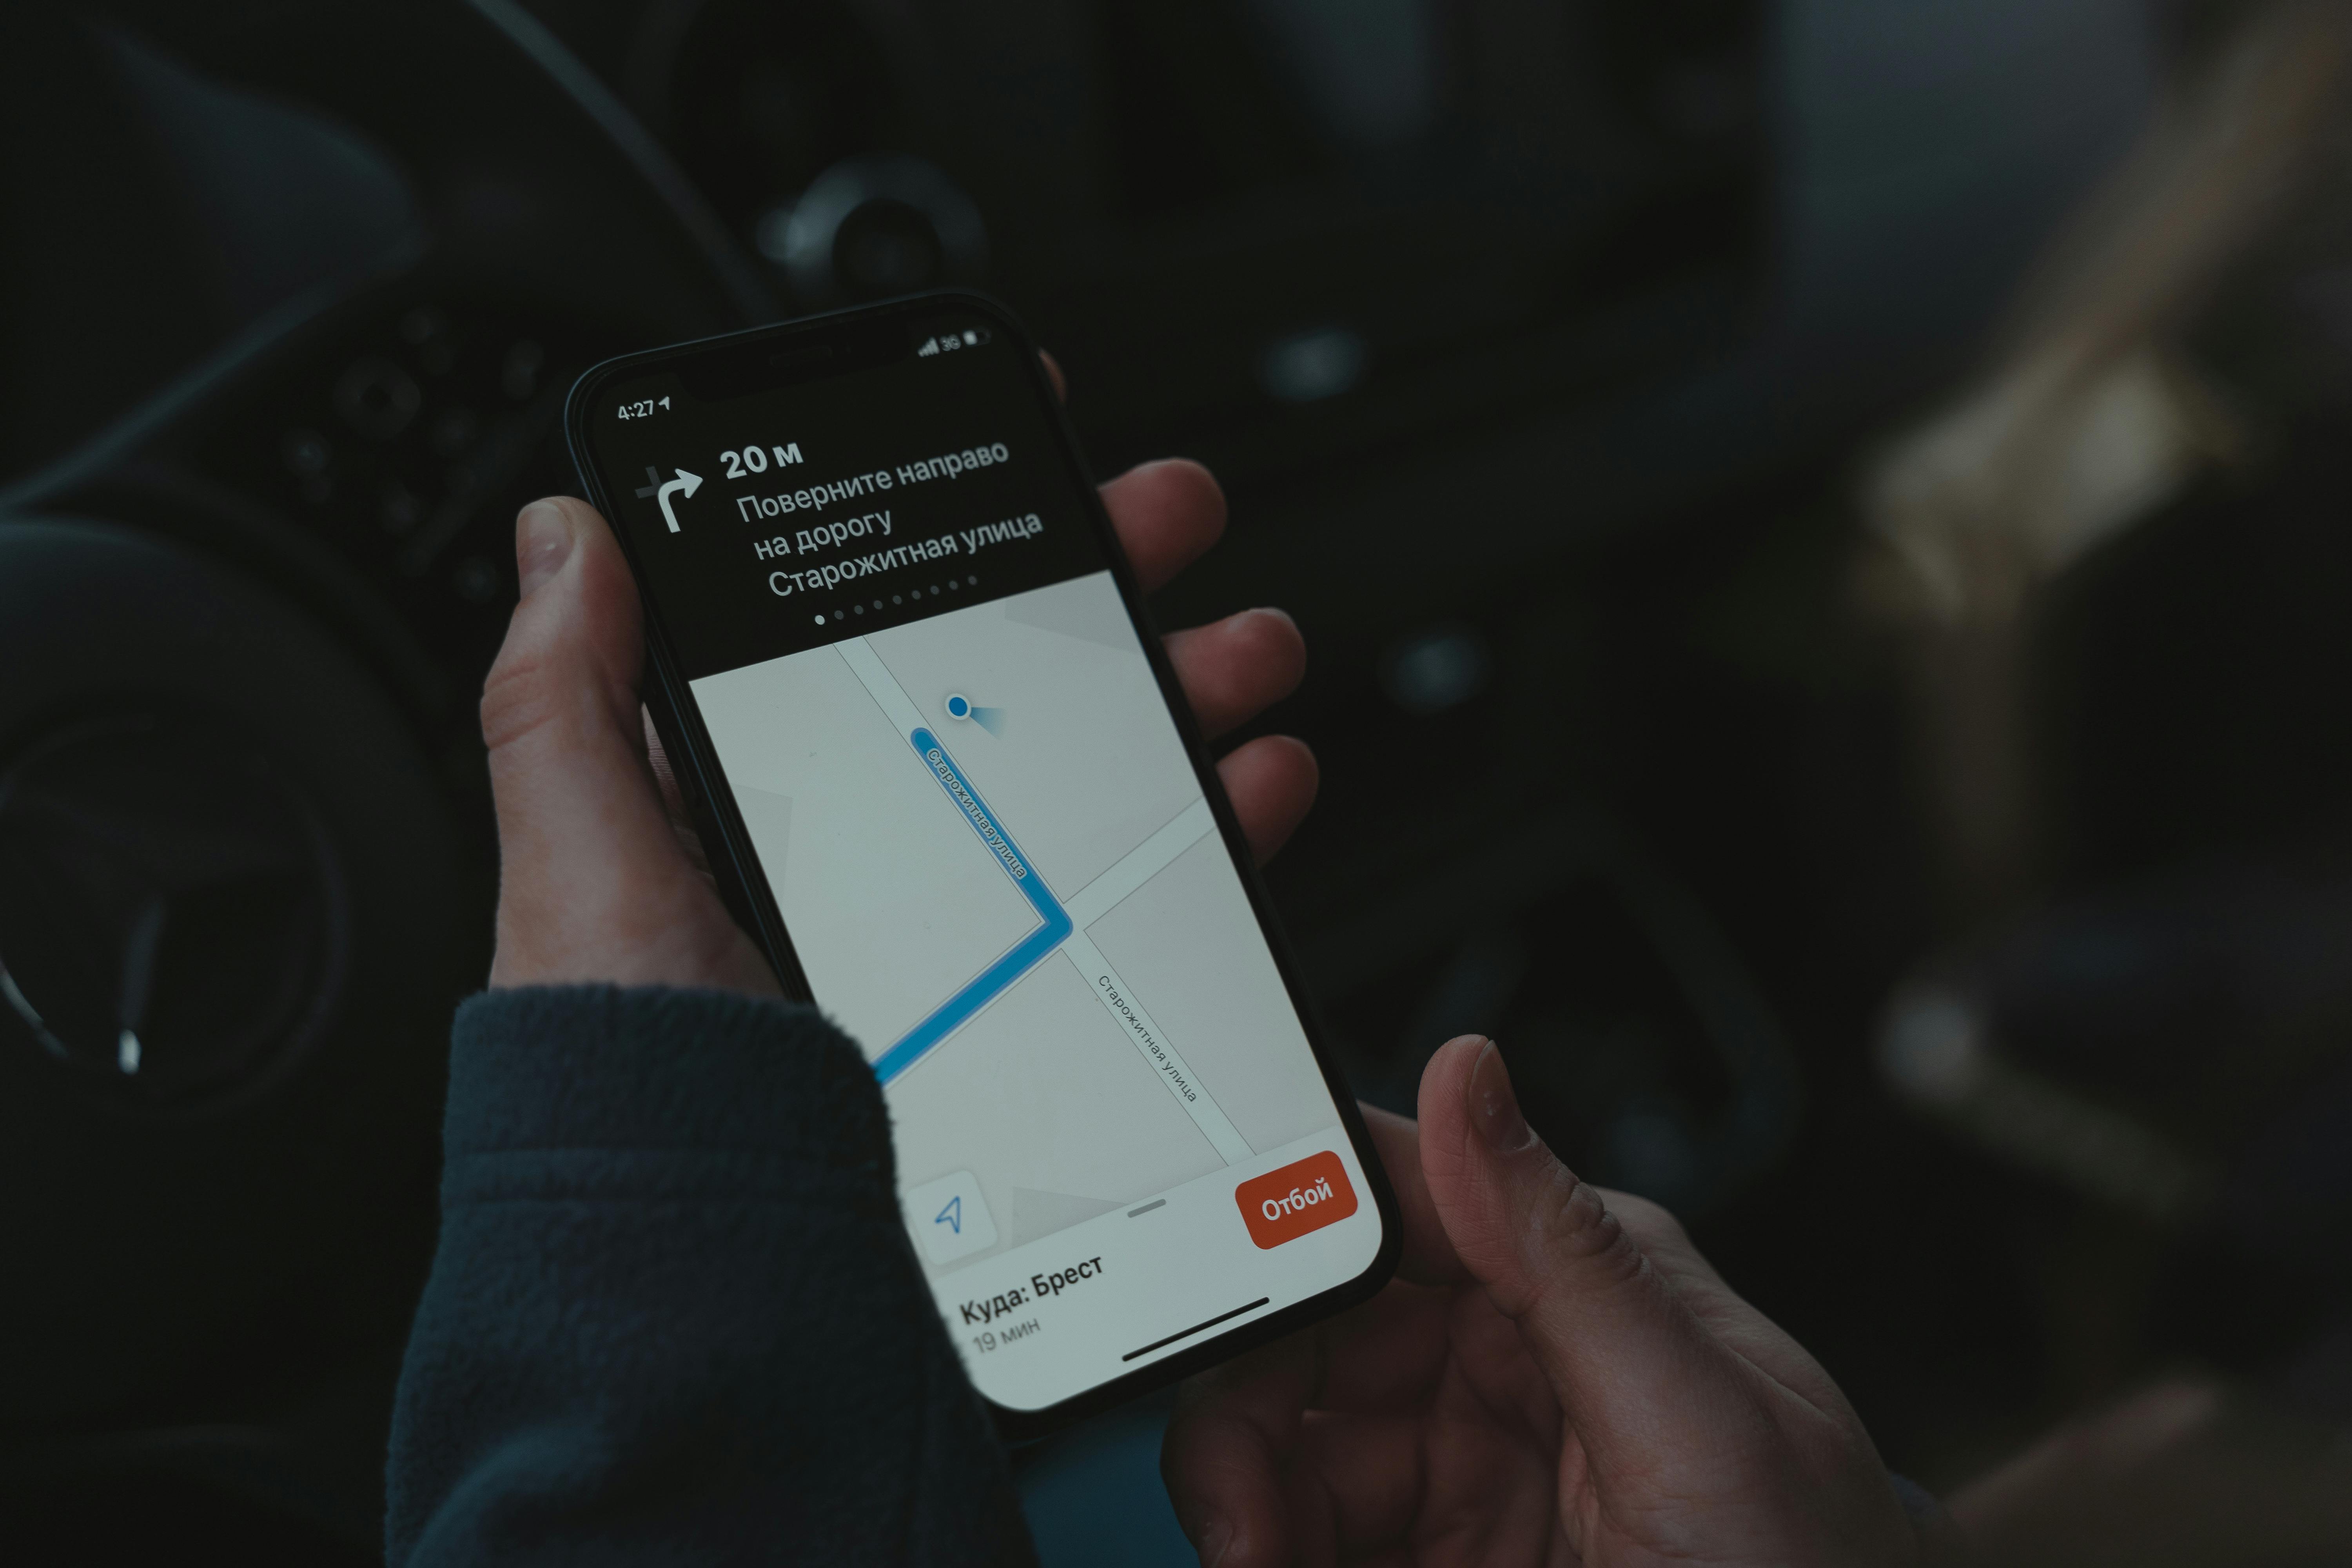 4:27
3G
20 м
Поверните направо
на дорогу
Старожитная улица
Старожитная улица
Старожитная улица
Отбой
Куда: Брест
19 мин